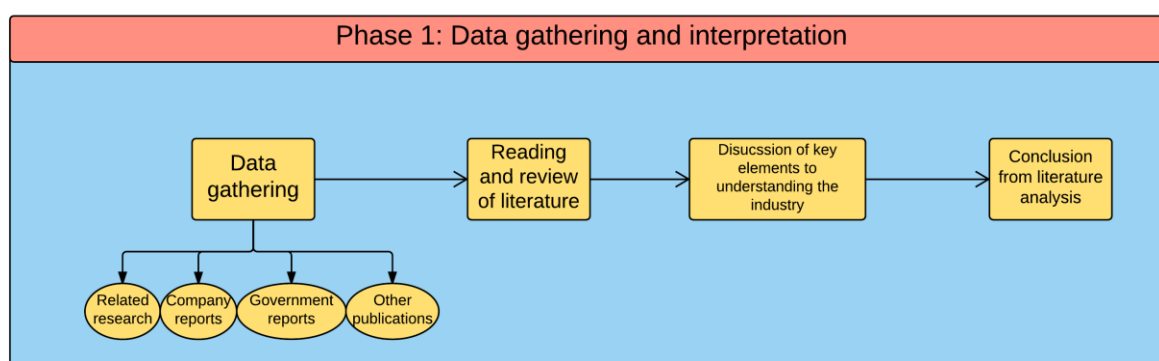 Phase 1: Data gathering and interpretation
Data
gathering
Reading
and review
of literature
Disucssion of key
elements to
understanding the
industry
Conclusion
from literature
analysis
Related
research
Company
reports
Government
reports
Other
publications